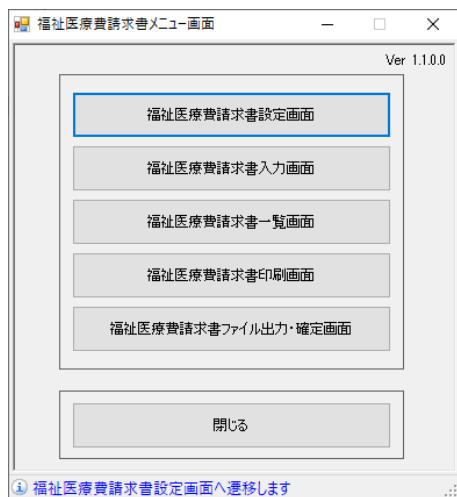 福祉医療費請求書メニュー画面
Ver 1.1.0.0
福祉医療費請求書設定画面
福祉医療費請求書入力画面
福祉医療費請求書一覧画面
福祉医療費請求書印刷画面
福祉医療費請求書ファイル出力・確定画面
閉じる
福祉医療費請求書設定画面へ遷移します